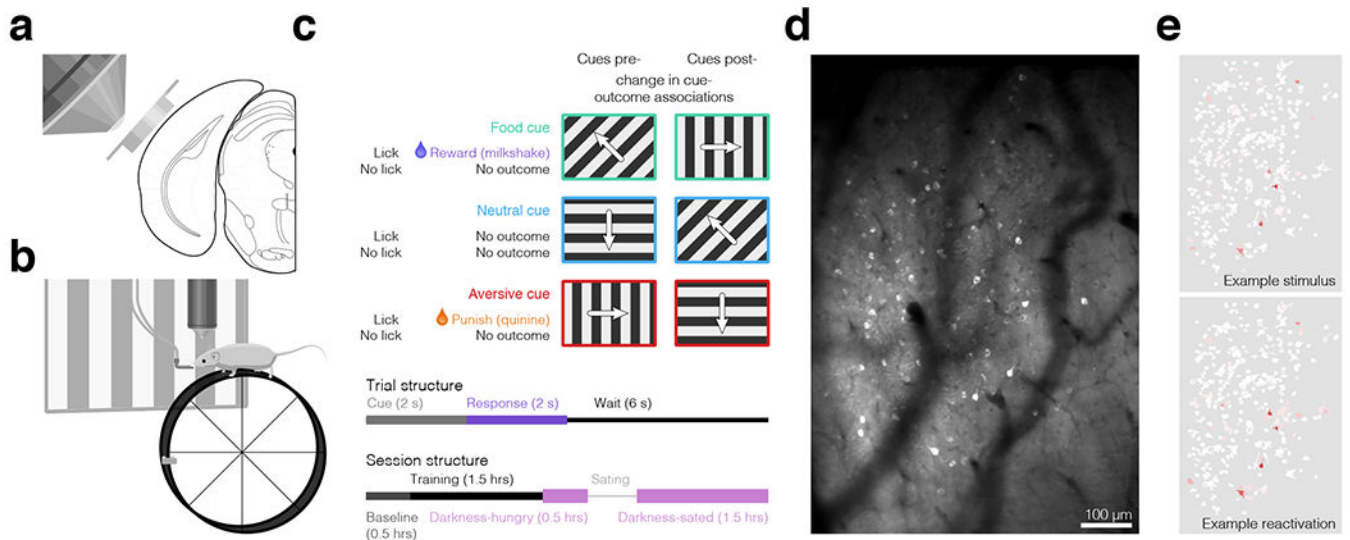 a
b
c
d
e
Cues pre-
Cues post-
change in cue-
outcome associations
Food cue
Lick Reward (milkshake)
No lick No outcome
Neutral cue
Lick No outcome
No lick No outcome
Aversive cue
Lick Punish (quinine)
No lick No outcome
Trial structure
Cue (2 s) Response (2 s) Wait (6 s)
Session structure
Training (1.5 hrs) Sating
Baseline Darkness-hungry (0.5 hrs) Darkness-sated (1.5 hrs)
(0.5 hrs)
100 µm
Example stimulus
Example reactivation